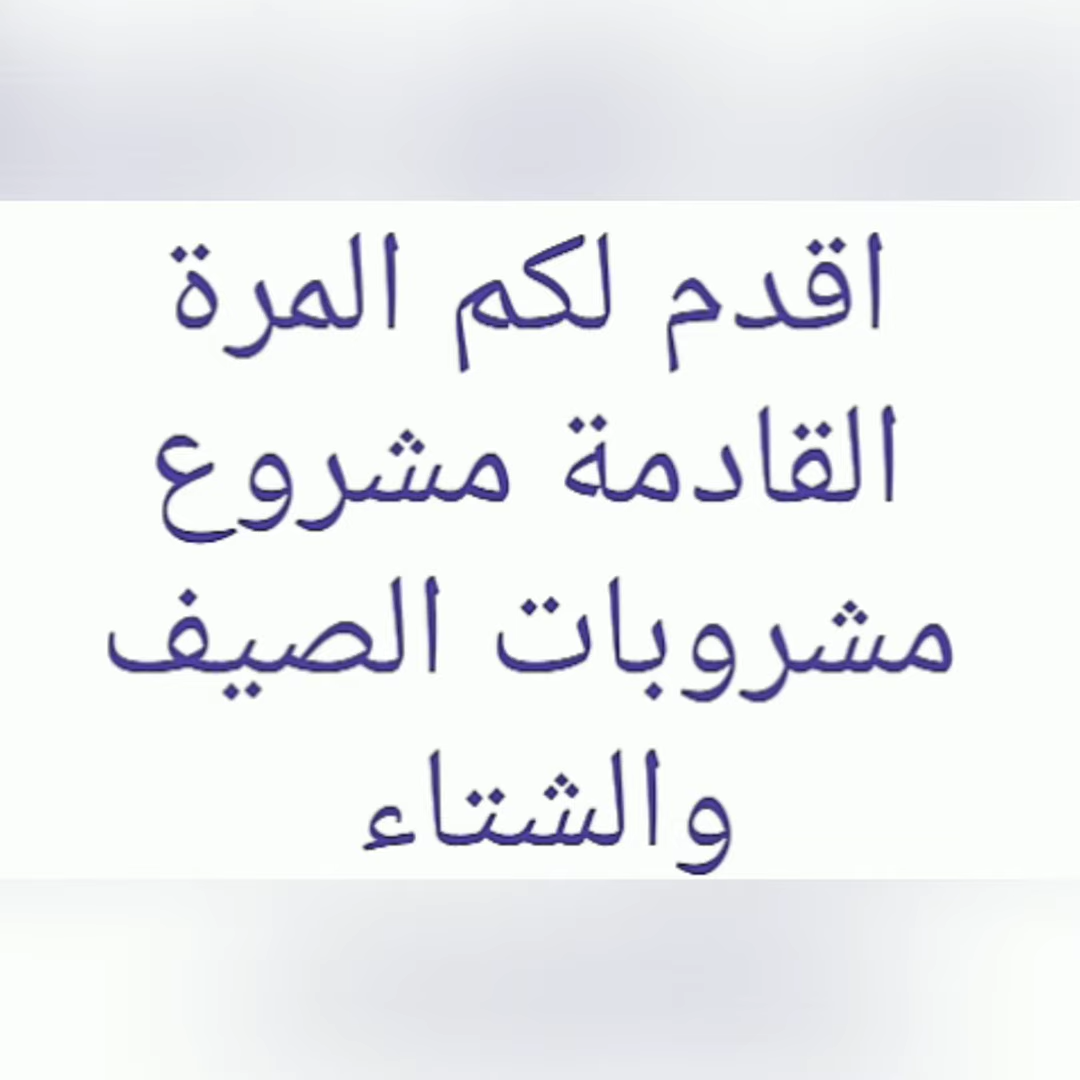 اقدم لكم المرة
القادمة مشروع
مشروبات الصيف
والشتاء